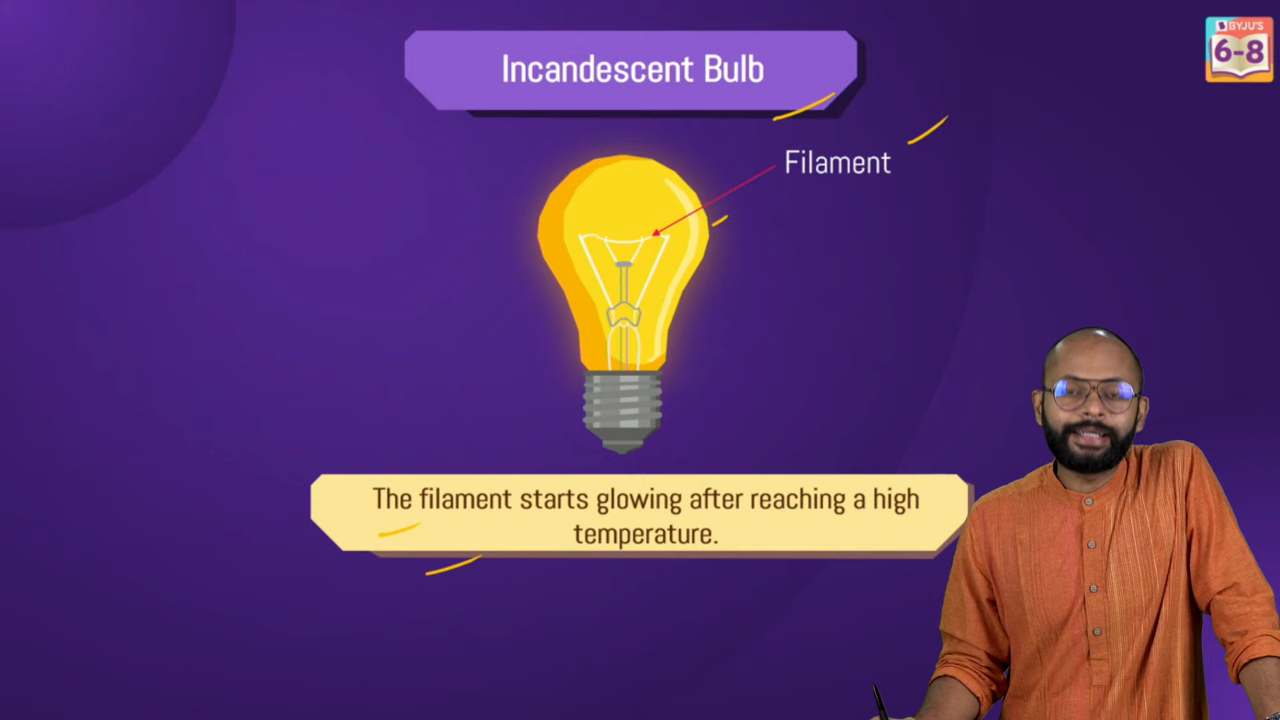 Incandescent Bulb
BYJU'S
6-8
Filament
The filament starts glowing after reaching a high
temperature.